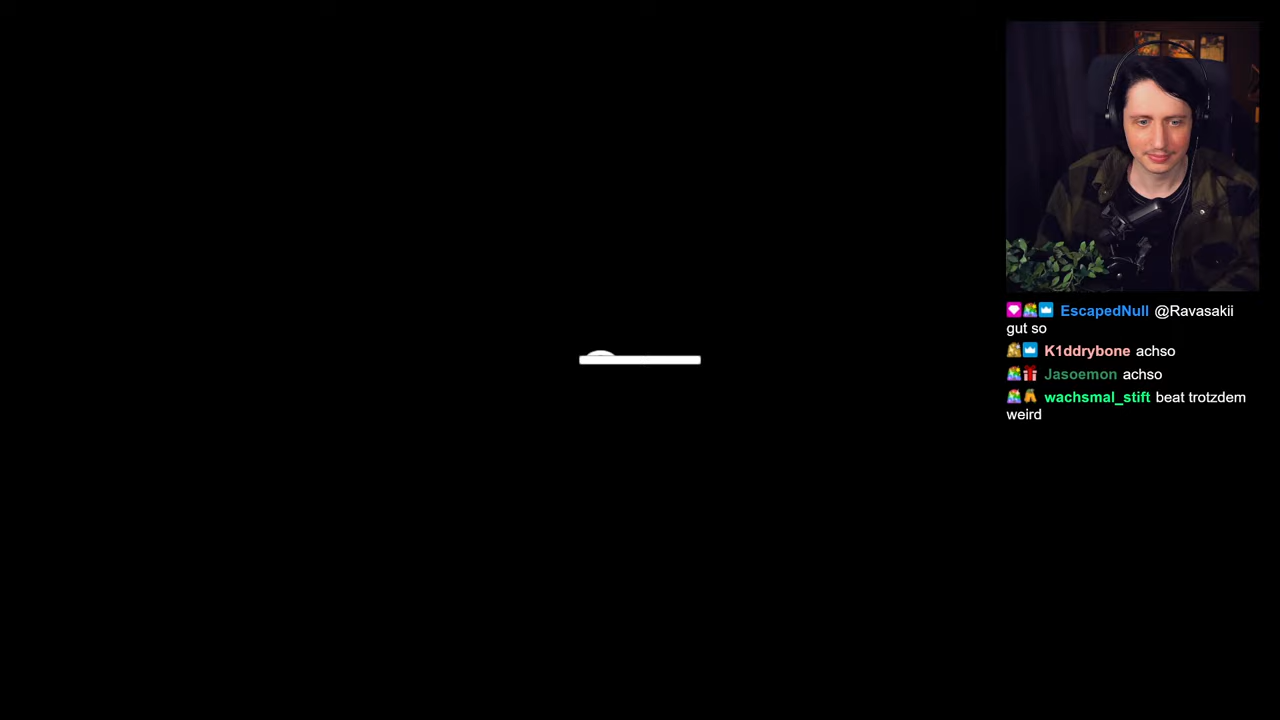 EscapedNull @Ravasakii
gut so
K1ddrybone achso
Jasoemon achso
wachsmal_stift beat trotzdem
weird